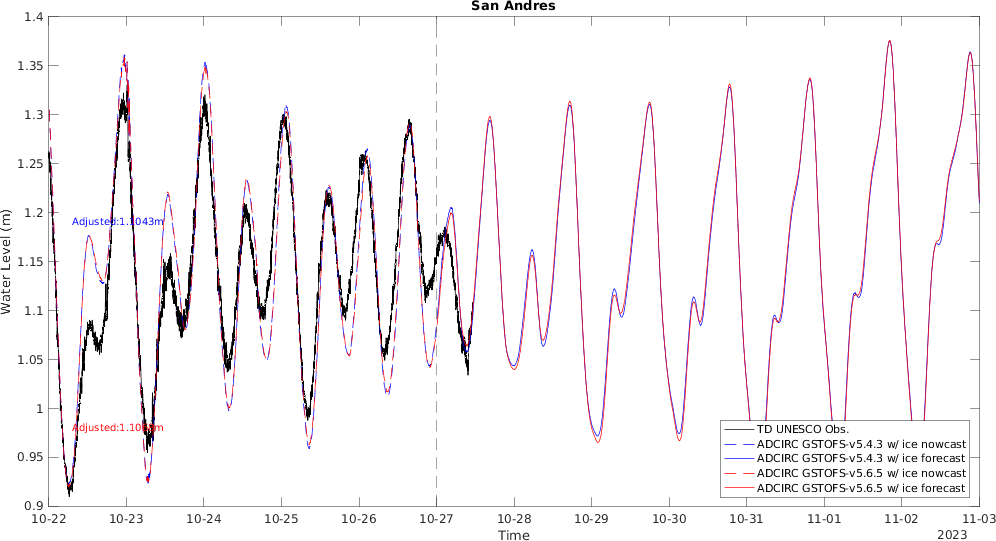 San Andres
Water Level (m)
1.4
1.35
1.3
1.25
1.2
1.15
1.1
1.05
1
0.95
0.9
Adjusted:1.1043m
TD UNESCO Obs.
ADCIRC GSTOFS-v5.4.3 w/ ice nowcast
ADCIRC GSTOFS-v5.4.3 w/ ice forecast
ADCIRC GSTOFS-v5.6.5 w/ ice nowcast
ADCIRC GSTOFS-v5.6.5 w/ ice forecast
10-22 10-23 10-24 10-25 10-26 10-27 10-28 10-29 10-30 10-31 11-01 11-02 11-03
Time
2023